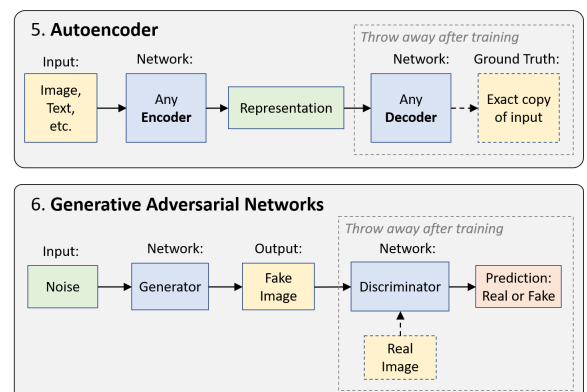 5. Autoencoder
Throw away after training
Input:
Network:
Network:
Ground Truth:
Image,
Text,
etc.
Any
Encoder
Representation
Any
Decoder
Exact copy
of input
6. Generative Adversarial Networks
Throw away after training
Input:
Network:
Output:
Network:
Noise
Generator
Fake
Image
Discriminator
Prediction:
Real or Fake
Real
Image